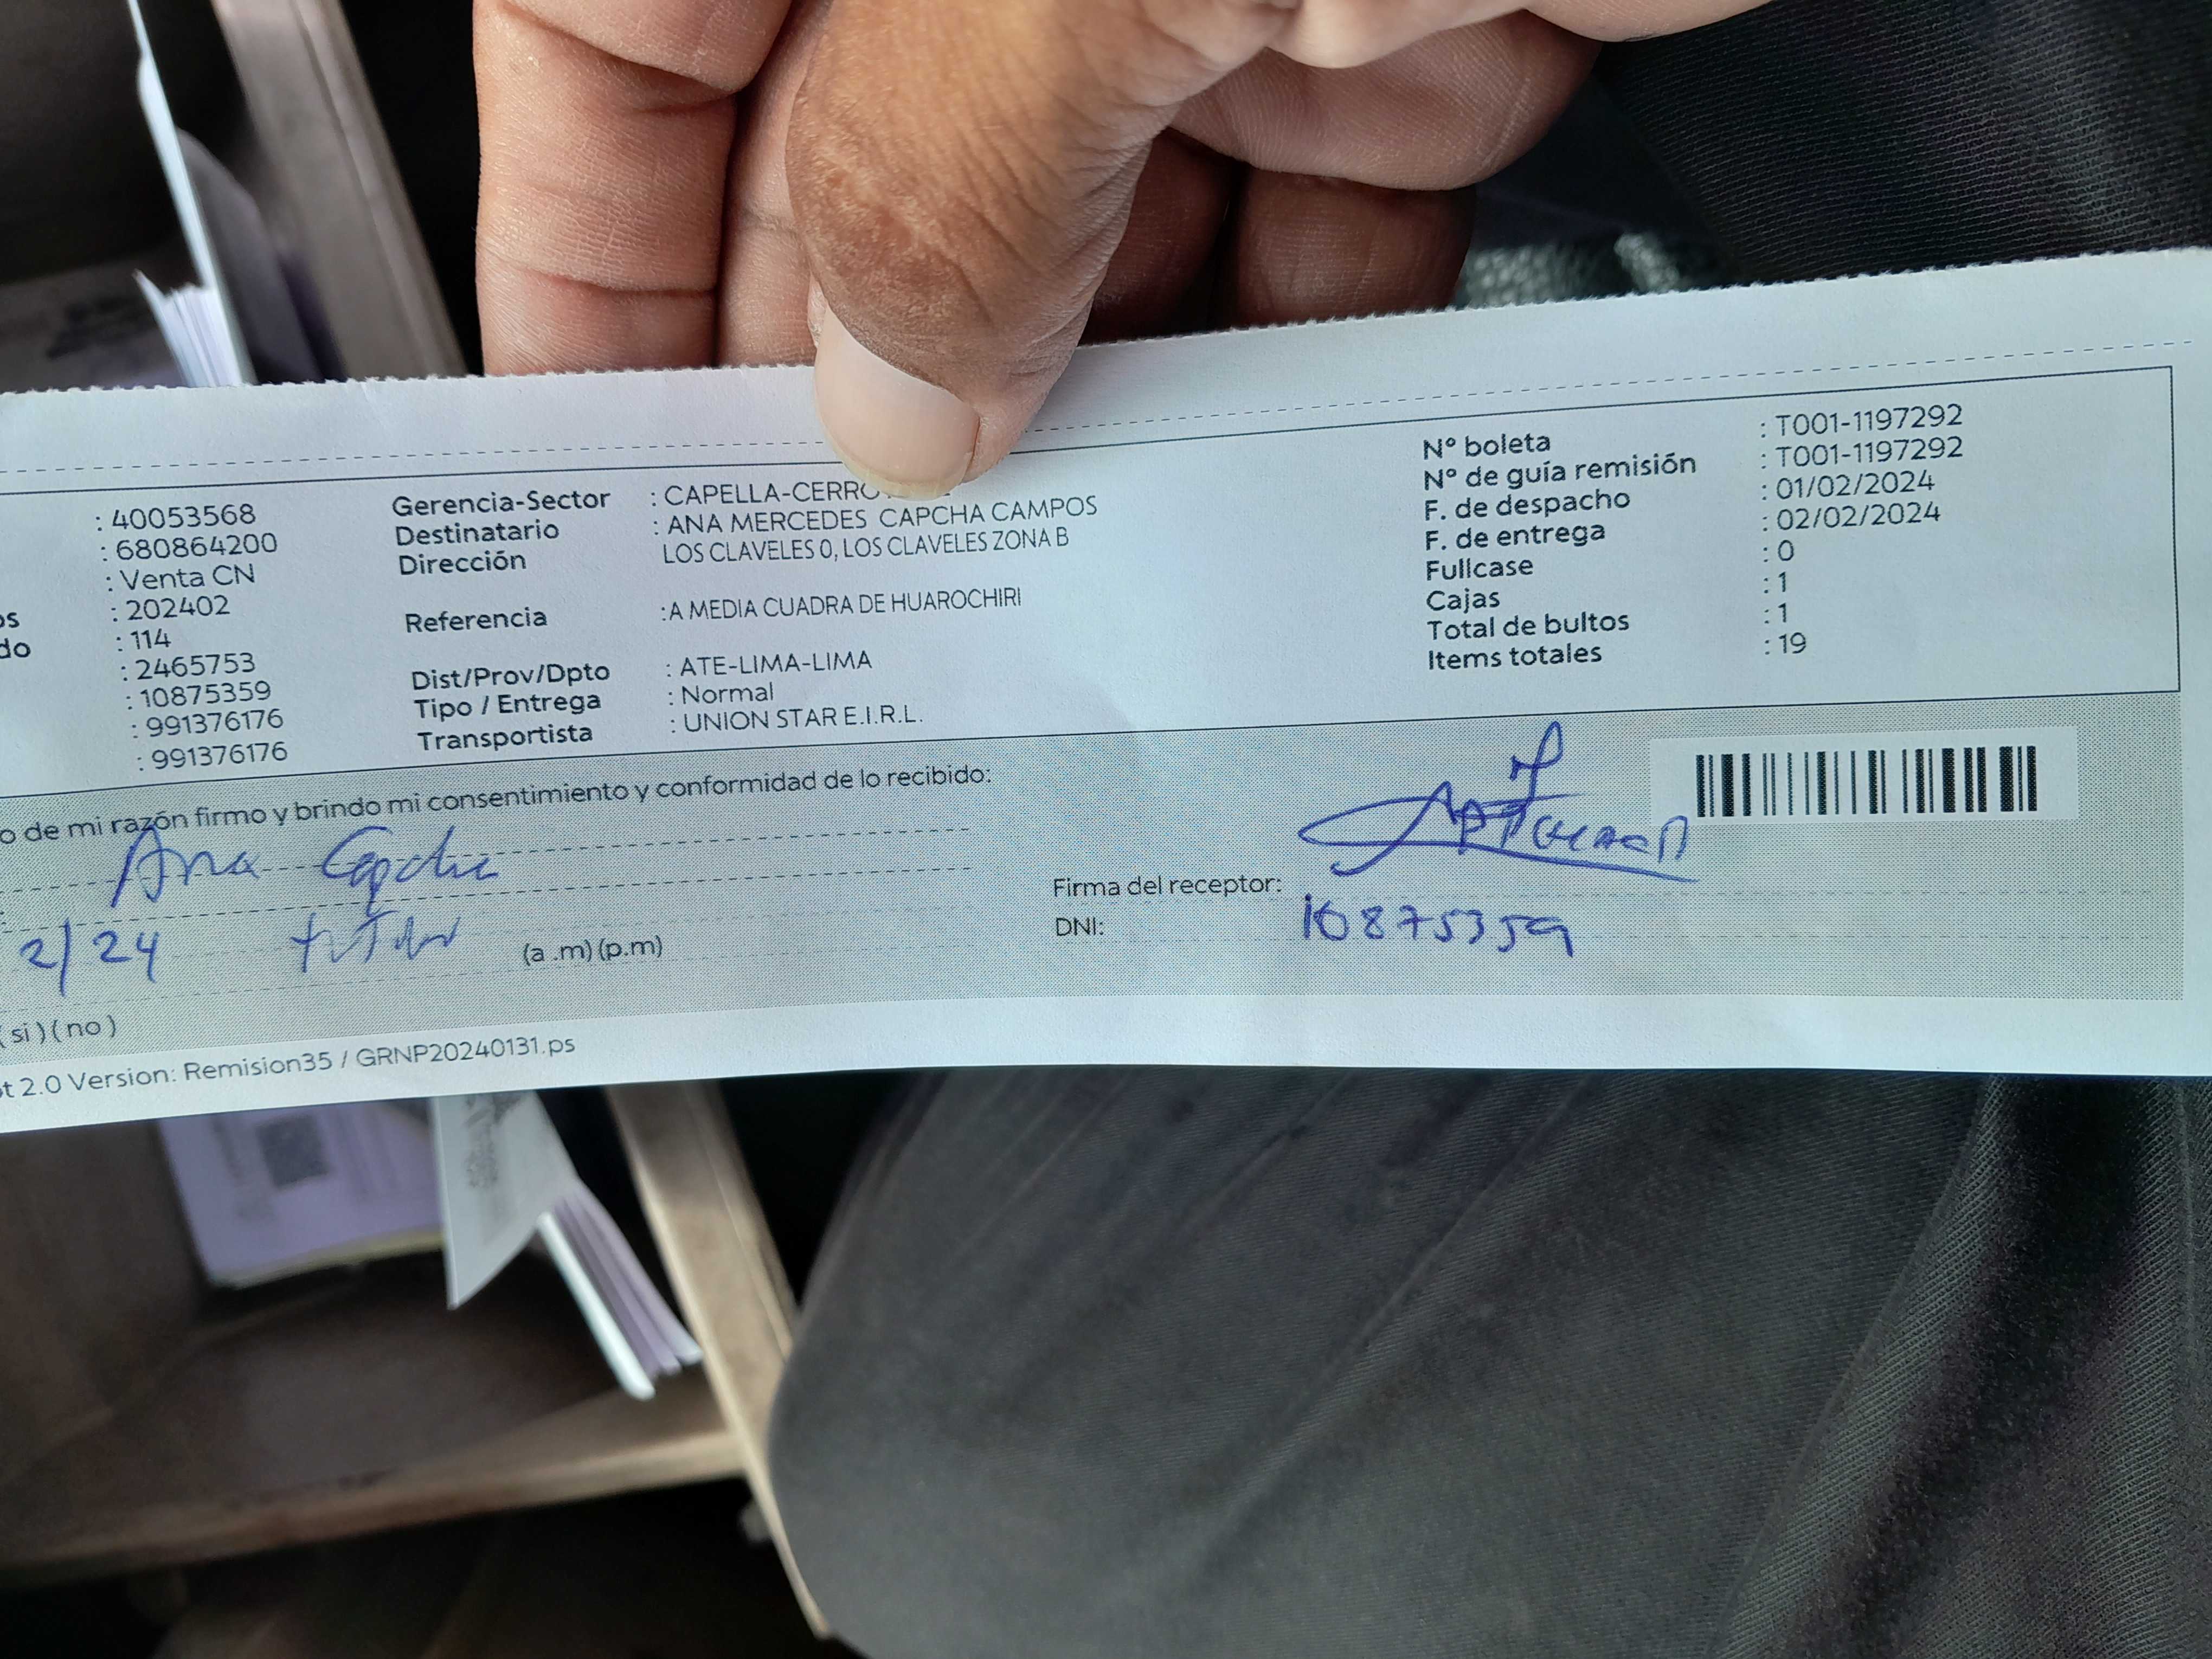 : 40053568
: 680864200
: Venta CN
os : 202402
do : 114
: 2465753
: 10875359
: 991376176
: 991376176
Gerencia-Sector : CAPELLA-CERRO
Destinatario : ANA MERCEDES CAPCHA CAMPOS
Dirección LOS CLAVELES 0, LOS CLAVELES ZONA B
Referencia :A MEDIA CUADRA DE HUAROCHIRI
Dist/Prov/Dpto : ATE-LIMA-LIMA
Tipo / Entrega : Normal
Transportista : UNION STAR E.I.R.L.
Nº boleta : T001-1197292
Nº de guía remisión : T001-1197292
F. de despacho : 01/02/2024
F. de entrega : 02/02/2024
Fullcase : 0
Cajas : 1
Total de bultos : 1
Items totales : 19
o de mi razón firmo y brindo mi consentimiento y conformidad de lo recibido:
Ana Capcha
2/24 titular (a .m) (p.m)
Firma del receptor:
DNI: 10875359
( si ) ( no )
t 2.0 Version: Remision35 / GRNP20240131.ps